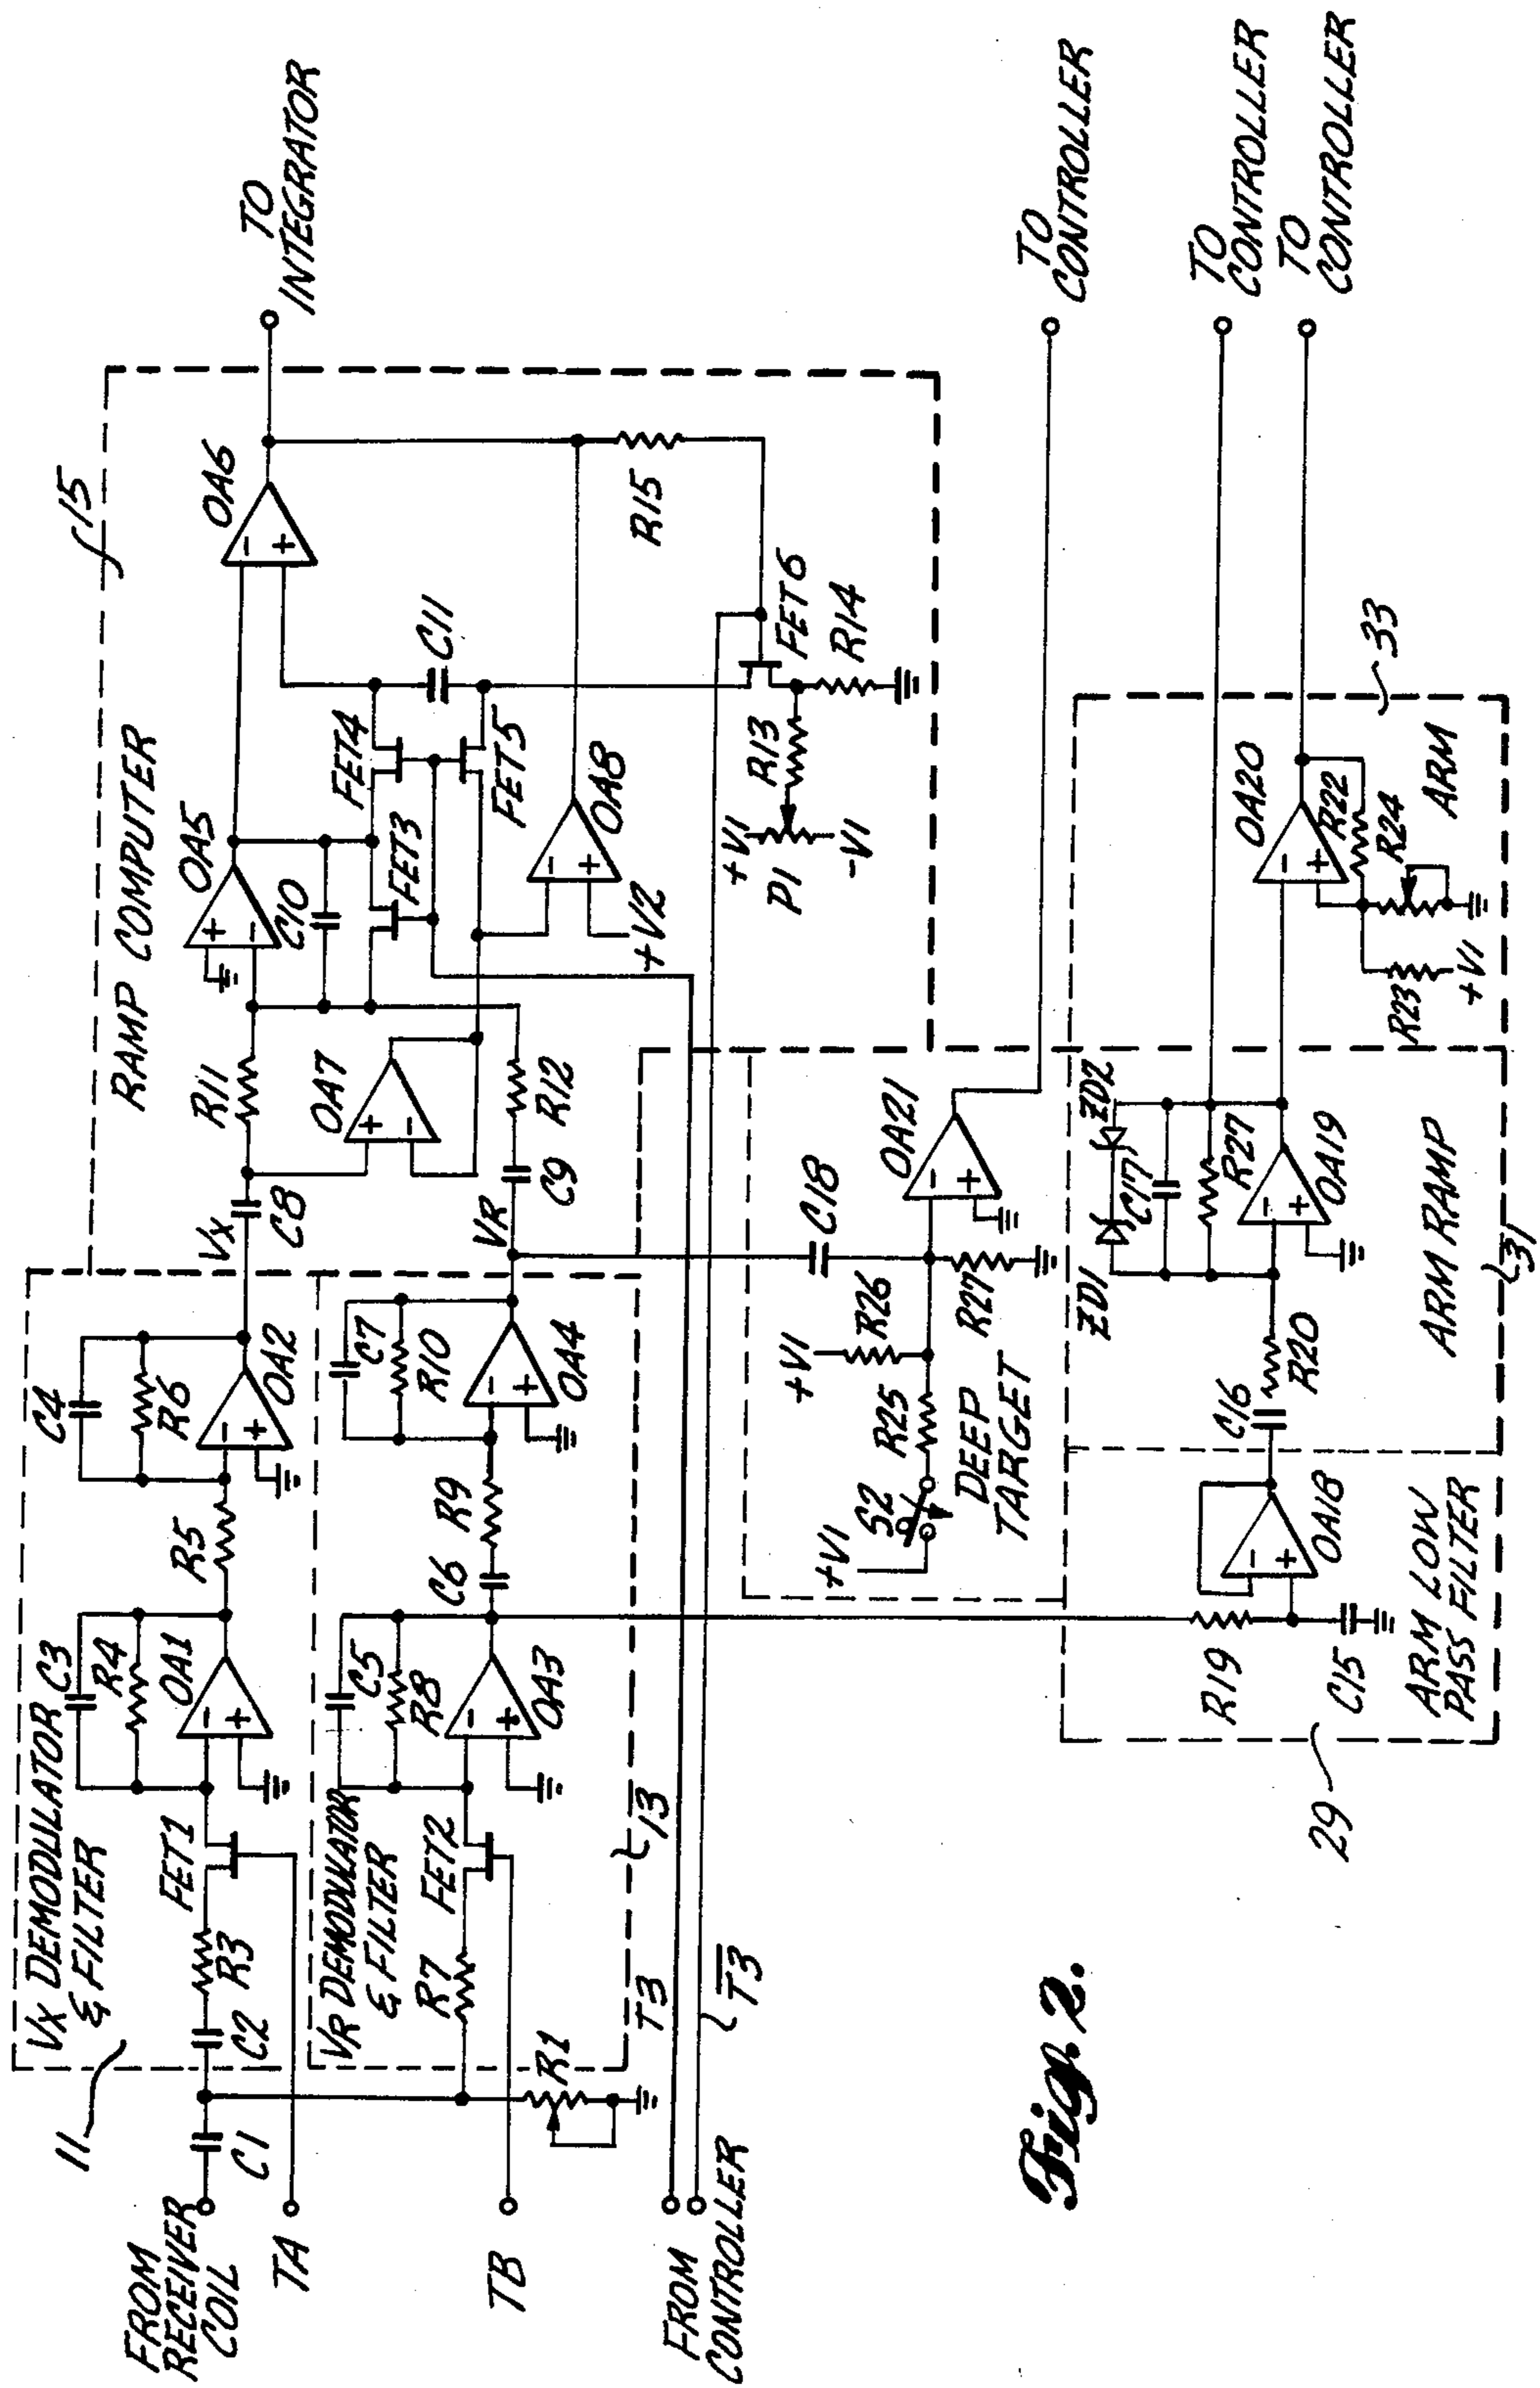 11
VX DEMODULATOR
& FILTER
C3
R4
OA1
C4
R6
OA2
R5
FET1
R3
C2
C1
FROM
RECEIVER
COIL
TA
VR DEMODULATOR
& FILTER
R7
FET2
C5
R8
OA3
C6
R9
C7
R10
OA4
13
TB
R1
T3
T3
FROM
CONTROLLER
15
RAMP COMPUTER
VX
C8
R11
OA5
C10
FET3
FET4
C11
OA6
TO
INTEGRATOR
OA7
VR
C9
R12
FET5
OA8
+V2
R15
FET6
R13
R14
+V1
P1
-V1
C18
OA21
+V1
R26
R27
R25
S2
+V1
DEEP
TARGET
TO
CONTROLLER
29
R19
C15
OA18
ARM LOW
PASS FILTER
C16
R20
ZD1
ZD2
C17
R27
OA19
ARM RAMP
31
OA20
R22
R24
R23
+V1
ARM
33
TO
CONTROLLER
TO
CONTROLLER
Fig. 2.